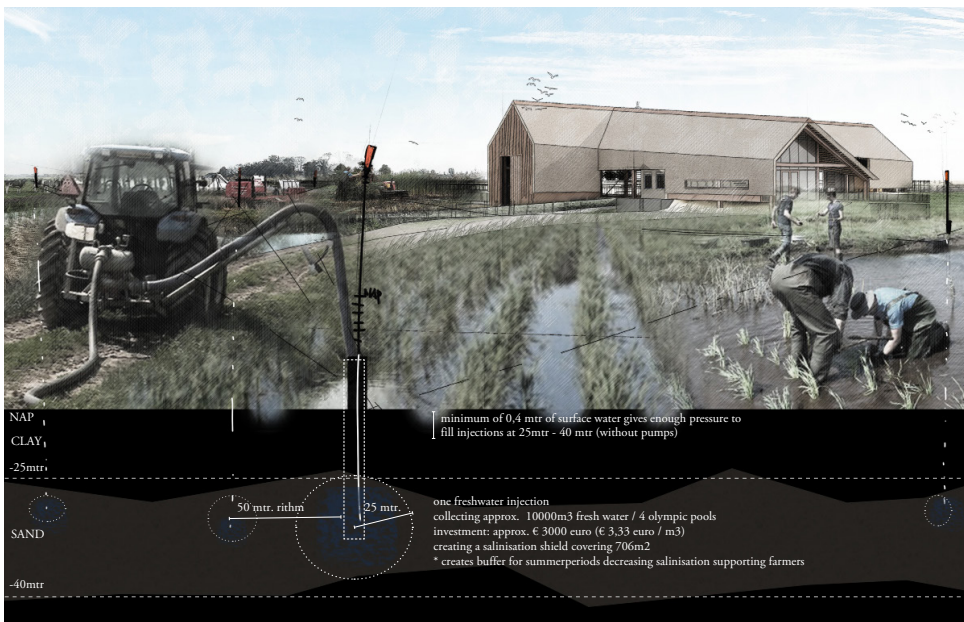 NAP
NAP
CLAY
-25mtr
SAND
-40mtr
minimum of 0,4 mtr of surface water gives enough pressure to
fill injections at 25mtr - 40 mtr (without pumps)
50 mtr. rithm
25 mtr.
one freshwater injection
collecting approx. 10000m3 fresh water / 4 olympic pools
investment: approx. € 3000 euro (€ 3,33 euro / m3)
creating a salinisation shield covering 706m2
* creates buffer for summerperiods decreasing salinisation supporting farmers